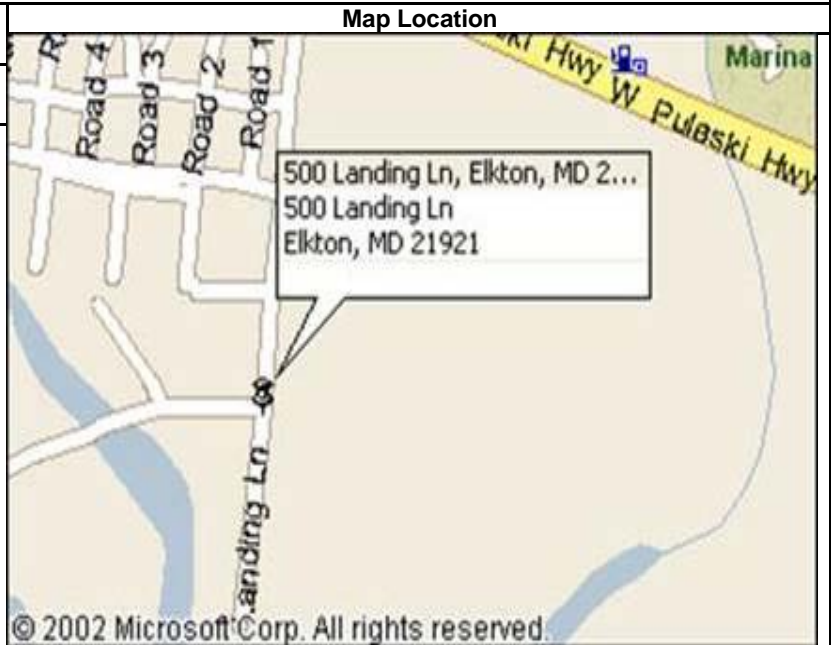 Map Location
Road 4
Road 3
Road 2
Road 1
Hwy W Pulaski Hwy
Marina
500 Landing Ln, Elkton, MD 2...
500 Landing Ln
Elkton, MD 21921
Landing Ln
© 2002 Microsoft Corp. All rights reserved.